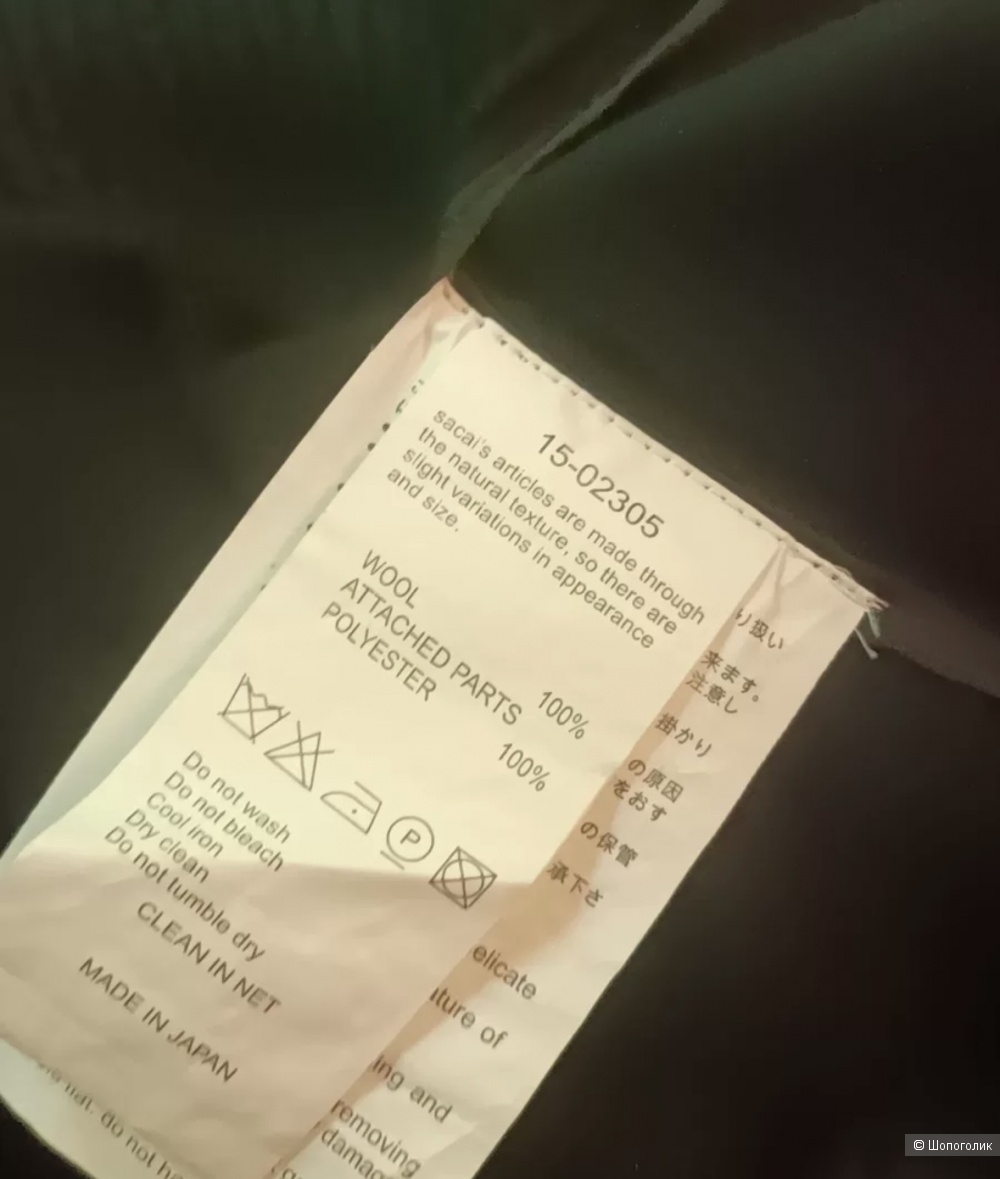 15-02305
sacai's articles are made through
the natural texture, so there are
slight variations in appearance
and size.
WOOL 100%
ATTACHED PARTS
POLYESTER 100%
P
Do not wash
Do not bleach
Cool iron
Dry clean
Do not tumble dry
CLEAN IN NET
MADE IN JAPAN
り扱い
来ます。
注意し
掛かり
の原因
をおす
の保管
承下さ
elicate
ture of
ing and
removing
do not
© Шопоголик